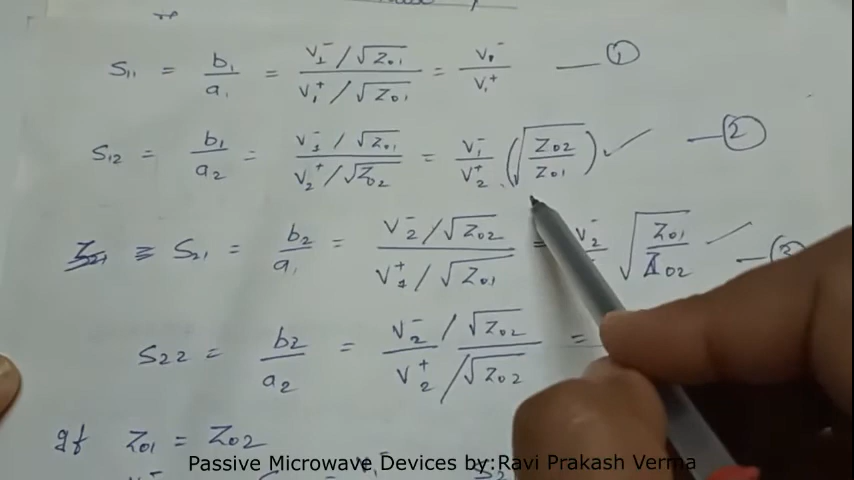 S₁₁ = b₁/a₁ = (V₁⁻/√Z₀₁)/(V₁⁺/√Z₀₁) = V₁⁻/V₁⁺ — ①
S₁₂ = b₁/a₂ = (V₁⁻/√Z₀₁)/(V₂⁺/√Z₀₂) = V₁⁻/V₂⁺ (√(Z₀₂/Z₀₁)) ✓ — ②
S₂₁ = b₂/a₁ = (V₂⁻/√Z₀₂)/(V₁⁺/√Z₀₁) = V₂⁻ √(Z₀₁/Z₀₂) — ③
S₂₂ = b₂/a₂ = (V₂⁻/√Z₀₂)/(V₂⁺/√Z₀₂) =
gf Z₀₁ = Z₀₂
Passive Microwave Devices by:Ravi Prakash Verma